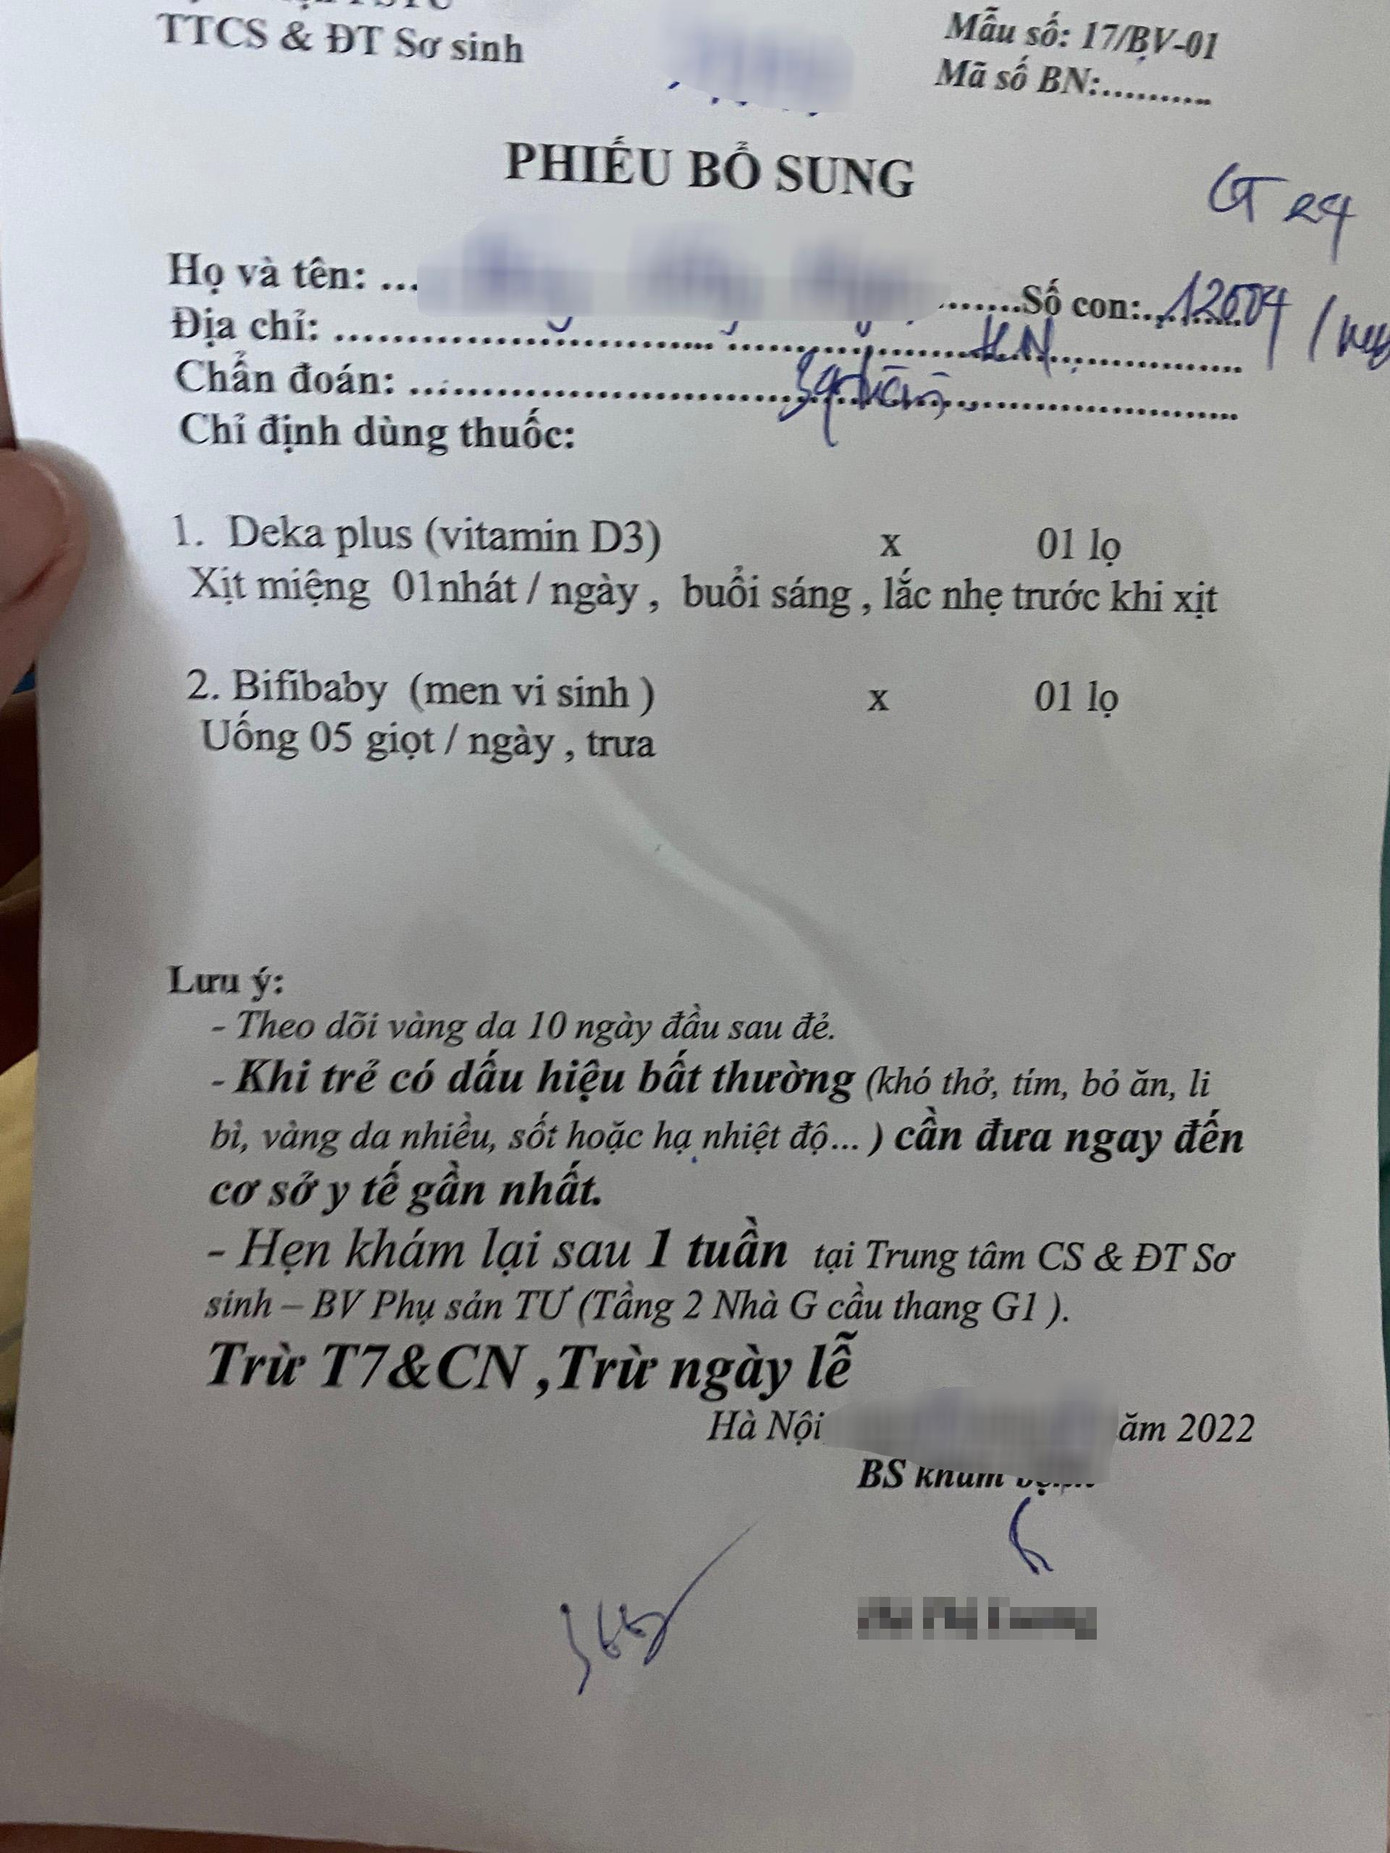 TTCS & ĐT Sơ sinh
Mẫu số: 17/BV-01
Mã số BN:..........
PHIẾU BỔ SUNG
Họ và tên: ... .......Số con:..........
Địa chỉ: ............................... HN
Chẩn đoán: ...............................
Chỉ định dùng thuốc:
1. Deka plus (vitamin D3) x 01 lọ
Xịt miệng 01nhát / ngày , buổi sáng , lắc nhẹ trước khi xịt
2. Bifibaby (men vi sinh ) x 01 lọ
Uống 05 giọt / ngày , trưa
Lưu ý:
- Theo dõi vàng da 10 ngày đầu sau đẻ.
- Khi trẻ có dấu hiệu bất thường (khó thở, tím, bỏ ăn, li
bì, vàng da nhiều, sốt hoặc hạ nhiệt độ... ) cần đưa ngay đến
cơ sở y tế gần nhất.
- Hẹn khám lại sau 1 tuần tại Trung tâm CS & ĐT Sơ
sinh – BV Phụ sản TƯ (Tầng 2 Nhà G cầu thang G1 ).
Trừ T7&CN ,Trừ ngày lễ
Hà Nội ăm 2022
BS khám bệnh